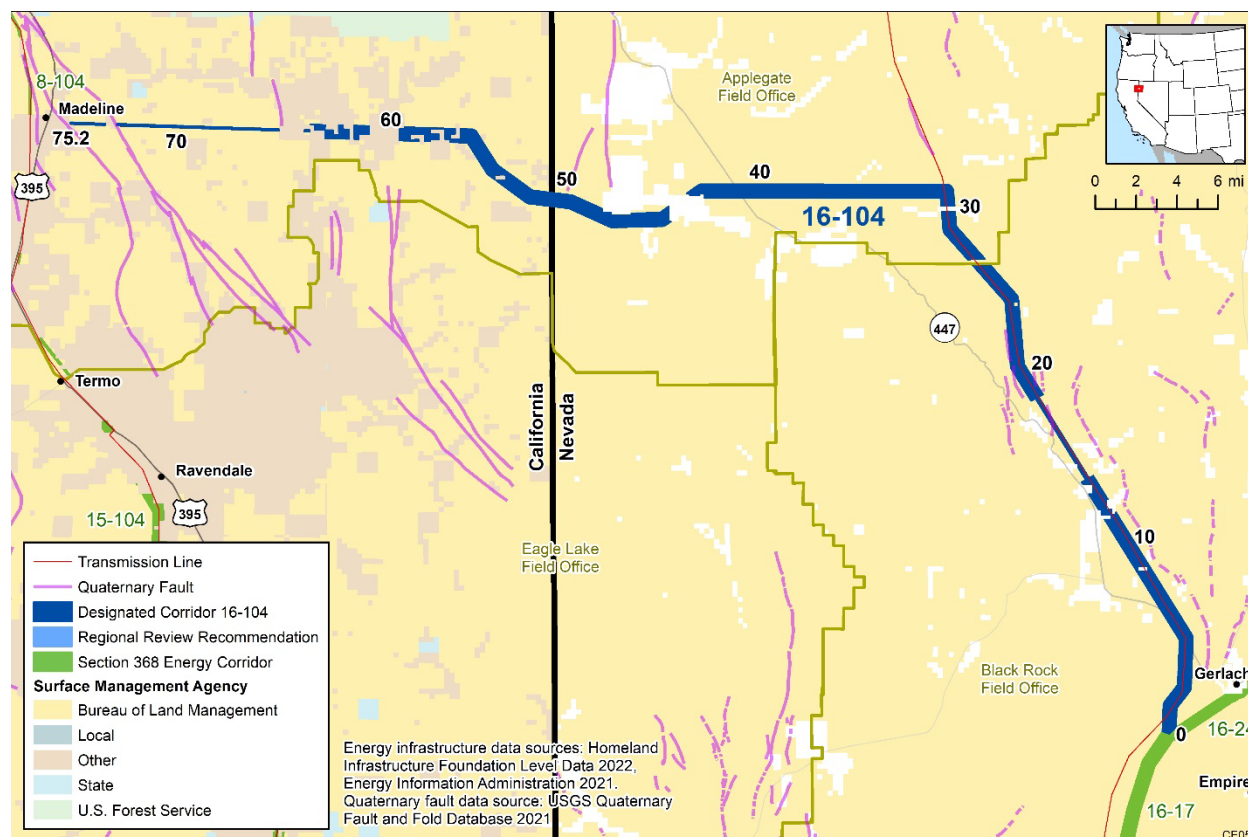 8-104
Madeline
75.2
70
60
50
40
30
20
10
0
395
Applegate
Field Office
0 2 4 6 mi
16-104
447
California
Nevada
Termo
Ravendale
395
15-104
Eagle Lake
Field Office
Black Rock
Field Office
Gerlach
16-24
Empire
16-17
Transmission Line
Quaternary Fault
Designated Corridor 16-104
Regional Review Recommendation
Section 368 Energy Corridor
Surface Management Agency
Bureau of Land Management
Local
Other
State
U.S. Forest Service
Energy infrastructure data sources: Homeland
Infrastructure Foundation Level Data 2022,
Energy Information Administration 2021.
Quaternary fault data source: USGS Quaternary
Fault and Fold Database 2021